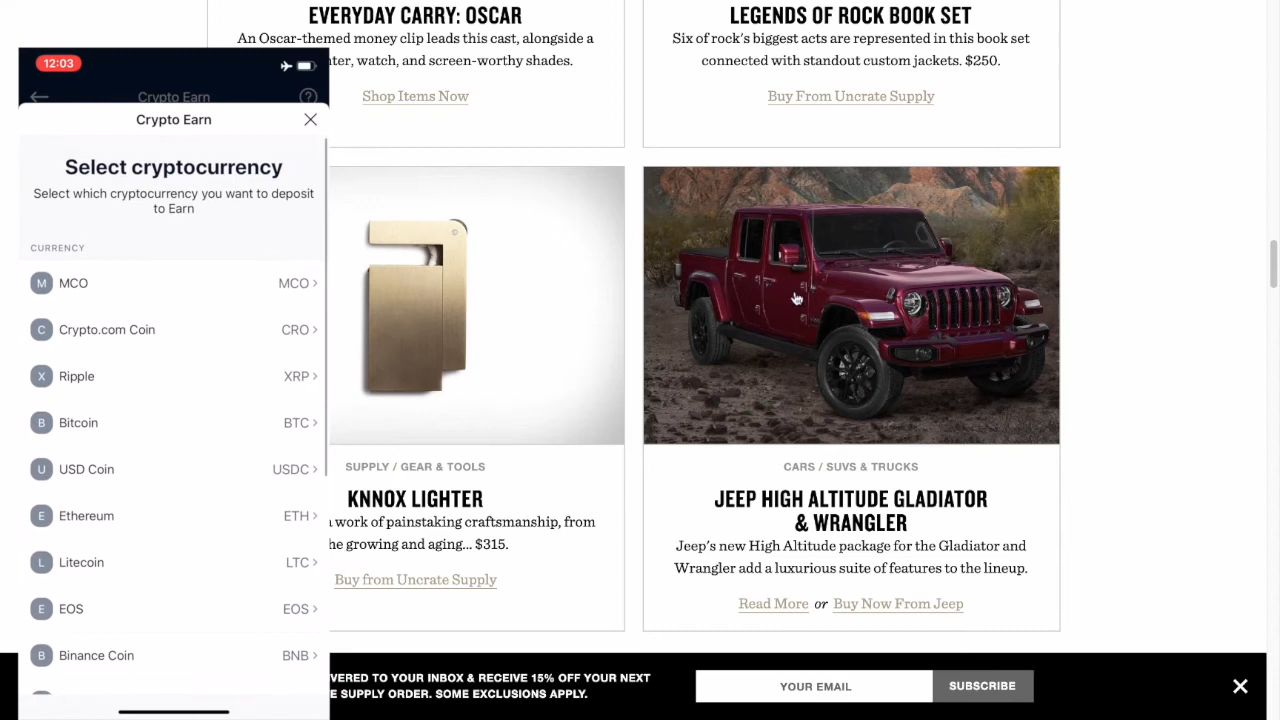 12:03
Crypto Earn
Crypto Earn
Select cryptocurrency
Select which cryptocurrency you want to deposit
to Earn
CURRENCY
M MCO MCO
C Crypto.com Coin CRO
X Ripple XRP
B Bitcoin BTC
U USD Coin USDC
E Ethereum ETH
L Litecoin LTC
E EOS EOS
B Binance Coin BNB
EVERYDAY CARRY: OSCAR
An Oscar-themed money clip leads this cast, alongside a
ter, watch, and screen-worthy shades.
Shop Items Now
LEGENDS OF ROCK BOOK SET
Six of rock's biggest acts are represented in this book set
connected with standout custom jackets. $250.
Buy From Uncrate Supply
SUPPLY / GEAR & TOOLS
KNNOX LIGHTER
a work of painstaking craftsmanship, from
he growing and aging... $315.
Buy from Uncrate Supply
CARS / SUVS & TRUCKS
JEEP HIGH ALTITUDE GLADIATOR
& WRANGLER
Jeep's new High Altitude package for the Gladiator and
Wrangler add a luxurious suite of features to the lineup.
Read More or Buy Now From Jeep
VERED TO YOUR INBOX & RECEIVE 15% OFF YOUR NEXT
E SUPPLY ORDER. SOME EXCLUSIONS APPLY.
YOUR EMAIL
SUBSCRIBE